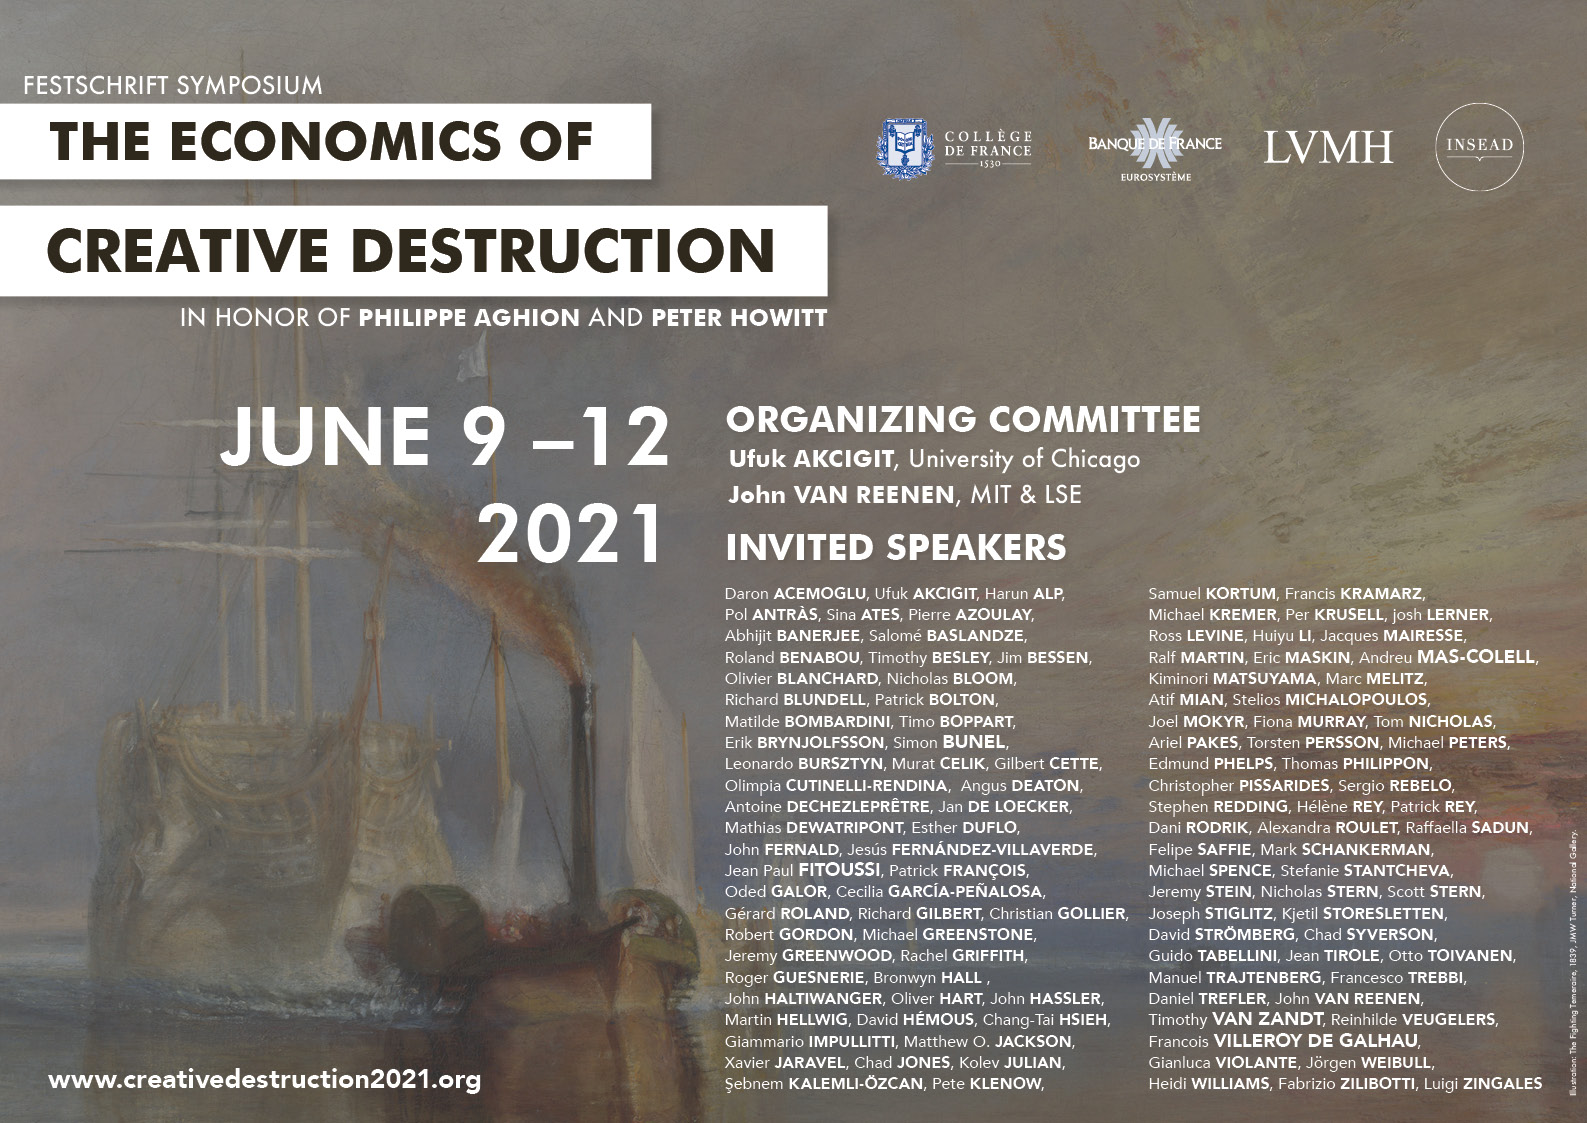 FESTSCHRIFT SYMPOSIUM
THE ECONOMICS OF
CREATIVE DESTRUCTION
IN HONOR OF PHILIPPE AGHION AND PETER HOWITT
COLLÈGE
DE FRANCE
1530
BANQUE DE FRANCE
EUROSYSTÈME
LVMH
INSEAD
JUNE 9 –12
2021
ORGANIZING COMMITTEE
Ufuk AKCIGIT, University of Chicago
John VAN REENEN, MIT & LSE
INVITED SPEAKERS
Daron ACEMOGLU, Ufuk AKCIGIT, Harun ALP,
Pol ANTRÀS, Sina ATES, Pierre AZOULAY,
Abhijit BANERJEE, Salomé BASLANDZE,
Roland BENABOU, Timothy BESLEY, Jim BESSEN,
Olivier BLANCHARD, Nicholas BLOOM,
Richard BLUNDELL, Patrick BOLTON,
Matilde BOMBARDINI, Timo BOPPART,
Erik BRYNJOLFSSON, Simon BUNEL,
Leonardo BURSZTYN, Murat CELIK, Gilbert CETTE,
Olimpia CUTINELLI-RENDINA, Angus DEATON,
Antoine DECHEZLEPRÊTRE, Jan DE LOECKER,
Mathias DEWATRIPONT, Esther DUFLO,
John FERNALD, Jesús FERNÁNDEZ-VILLAVERDE,
Jean Paul FITOUSSI, Patrick FRANÇOIS,
Oded GALOR, Cecilia GARCÍA-PEÑALOSA,
Gérard ROLAND, Richard GILBERT, Christian GOLLIER,
Robert GORDON, Michael GREENSTONE,
Jeremy GREENWOOD, Rachel GRIFFITH,
Roger GUESNERIE, Bronwyn HALL ,
John HALTIWANGER, Oliver HART, John HASSLER,
Martin HELLWIG, David HÉMOUS, Chang-Tai HSIEH,
Giammario IMPULLITTI, Matthew O. JACKSON,
Xavier JARAVEL, Chad JONES, Kolev JULIAN,
Şebnem KALEMLI-ÖZCAN, Pete KLENOW,
Samuel KORTUM, Francis KRAMARZ,
Michael KREMER, Per KRUSELL, josh LERNER,
Ross LEVINE, Huiyu LI, Jacques MAIRESSE,
Ralf MARTIN, Eric MASKIN, Andreu MAS-COLELL,
Kiminori MATSUYAMA, Marc MELITZ,
Atif MIAN, Stelios MICHALOPOULOS,
Joel MOKYR, Fiona MURRAY, Tom NICHOLAS,
Ariel PAKES, Torsten PERSSON, Michael PETERS,
Edmund PHELPS, Thomas PHILIPPON,
Christopher PISSARIDES, Sergio REBELO,
Stephen REDDING, Hélène REY, Patrick REY,
Dani RODRIK, Alexandra ROULET, Raffaella SADUN,
Felipe SAFFIE, Mark SCHANKERMAN,
Michael SPENCE, Stefanie STANTCHEVA,
Jeremy STEIN, Nicholas STERN, Scott STERN,
Joseph STIGLITZ, Kjetil STORESLETTEN,
David STRÖMBERG, Chad SYVERSON,
Guido TABELLINI, Jean TIROLE, Otto TOIVANEN,
Manuel TRAJTENBERG, Francesco TREBBI,
Daniel TREFLER, John VAN REENEN,
Timothy VAN ZANDT, Reinhilde VEUGELERS,
Francois VILLEROY DE GALHAU,
Gianluca VIOLANTE, Jörgen WEIBULL,
Heidi WILLIAMS, Fabrizio ZILIBOTTI, Luigi ZINGALES
www.creativedestruction2021.org
Illustration: The Fighting Temeraire, 1839, JMW Turner, National Gallery.